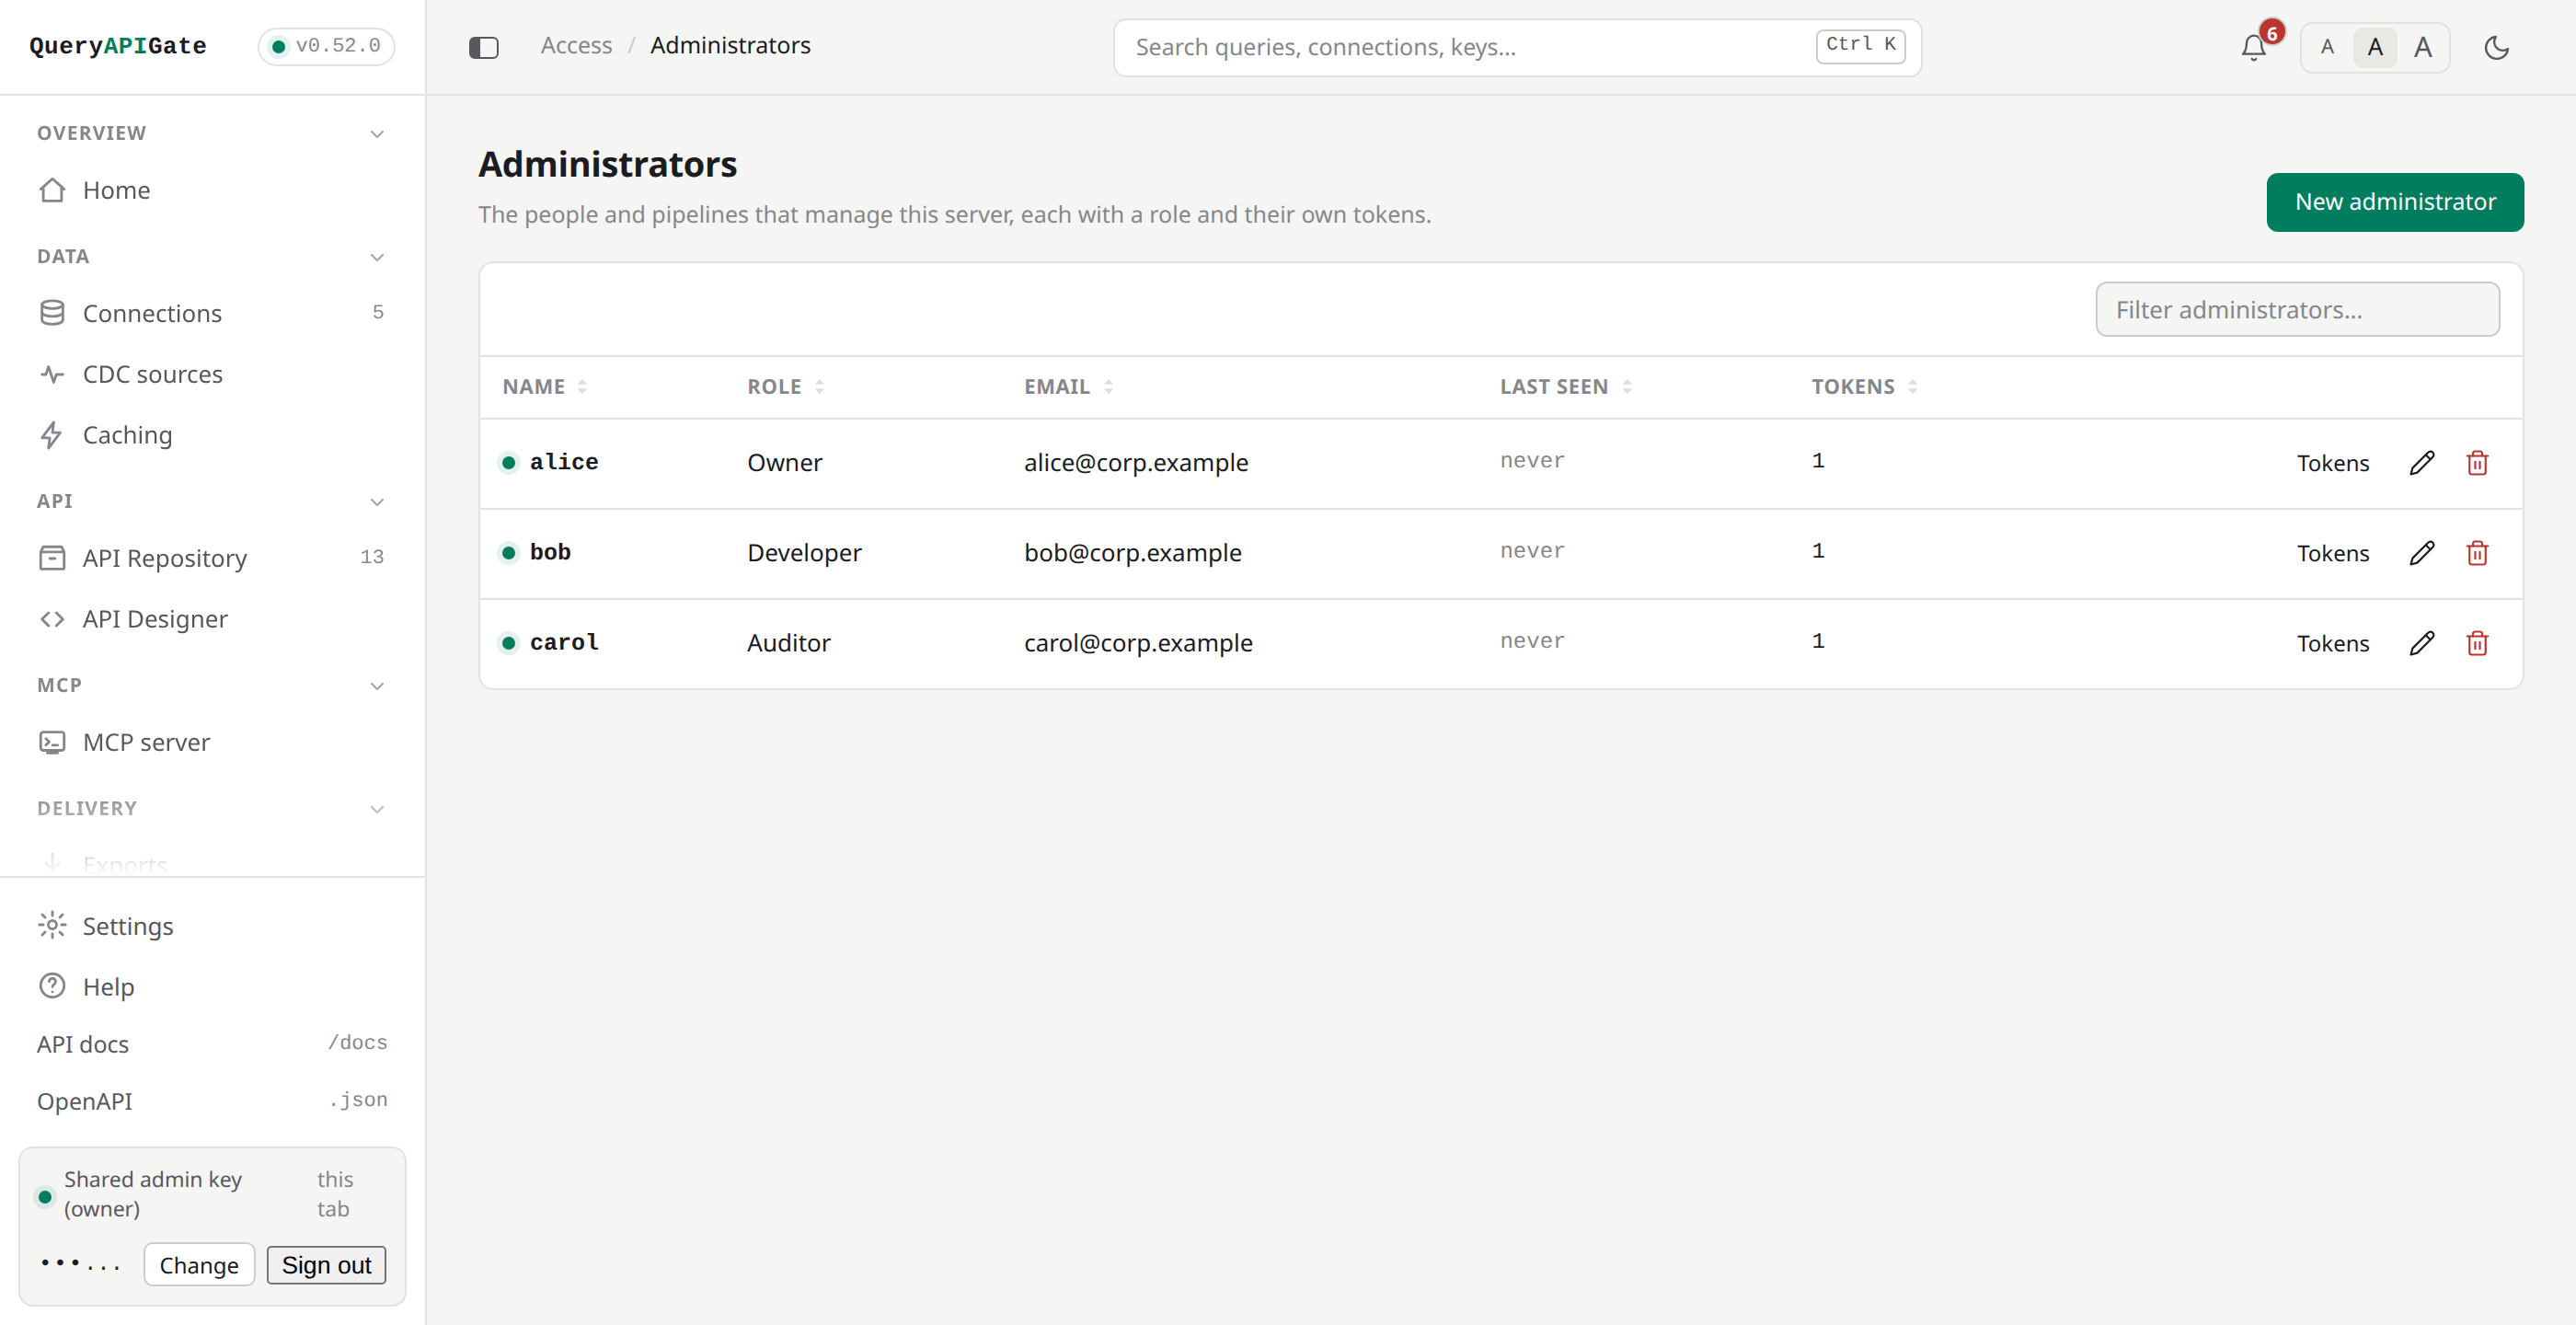 QueryAPIGate v0.52.0
Access / Administrators
Search queries, connections, keys... Ctrl K
6
A A A
OVERVIEW
Home
DATA
Connections 5
CDC sources
Caching
API
API Repository 13
API Designer
MCP
MCP server
DELIVERY
Exports
Settings
Help
API docs /docs
OpenAPI .json
Shared admin key this
(owner) tab
•••... Change Sign out
Administrators
The people and pipelines that manage this server, each with a role and their own tokens.
New administrator
Filter administrators...
NAME ROLE EMAIL LAST SEEN TOKENS
alice Owner alice@corp.example never 1 Tokens
bob Developer bob@corp.example never 1 Tokens
carol Auditor carol@corp.example never 1 Tokens